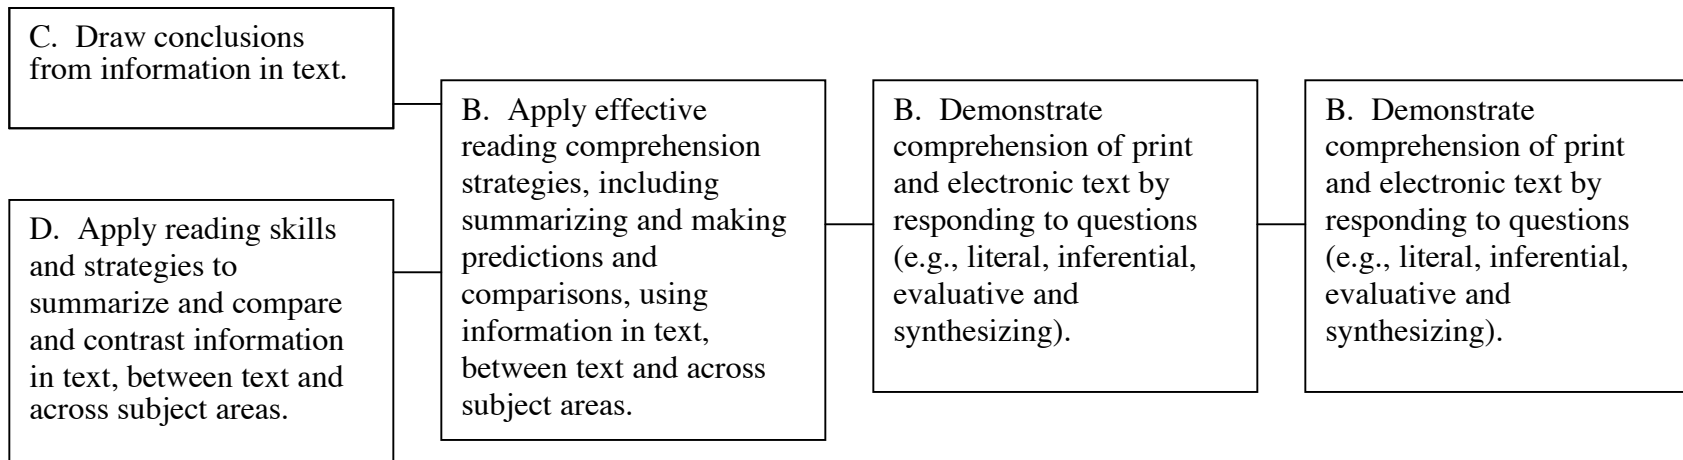 C. Draw conclusions
from information in text.
D. Apply reading skills
and strategies to
summarize and compare
and contrast information
in text, between text and
across subject areas.
B. Apply effective
reading comprehension
strategies, including
summarizing and making
predictions and
comparisons, using
information in text,
between text and across
subject areas.
B. Demonstrate
comprehension of print
and electronic text by
responding to questions
(e.g., literal, inferential,
evaluative and
synthesizing).
B. Demonstrate
comprehension of print
and electronic text by
responding to questions
(e.g., literal, inferential,
evaluative and
synthesizing).